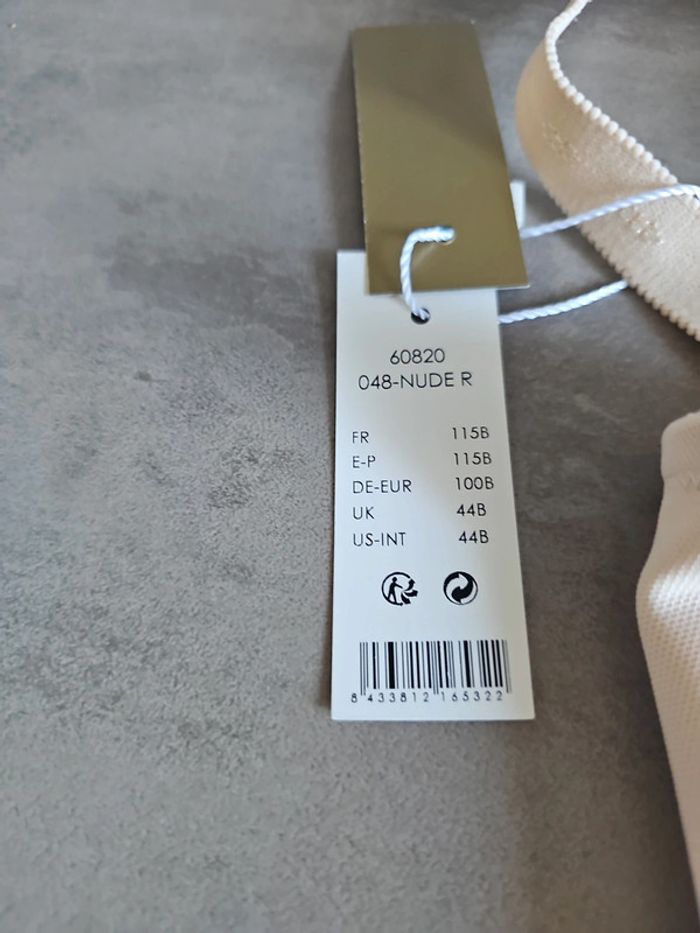 60820
048-NUDE R
FR 115B
E-P 115B
DE-EUR 100B
UK 44B
US-INT 44B
8 433812 165322